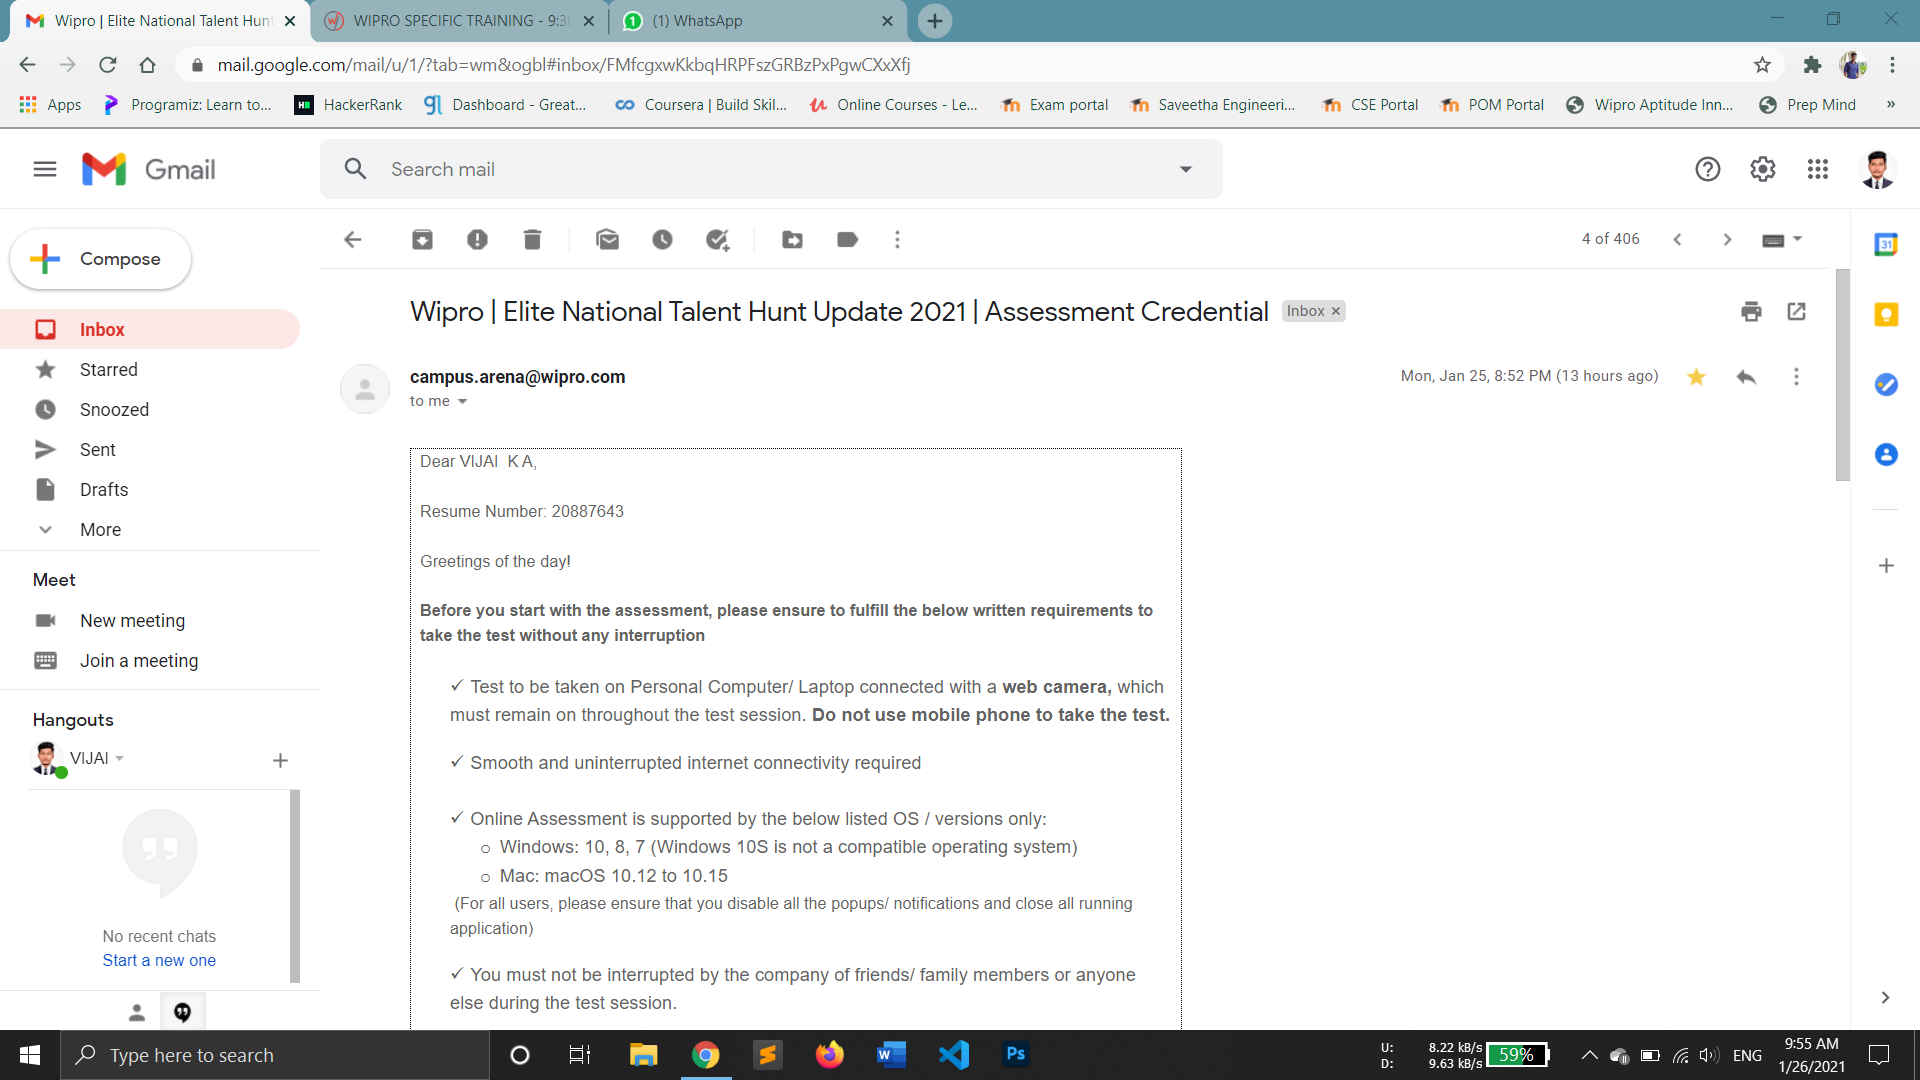 Wipro | Elite National Talent Hunt
WIPRO SPECIFIC TRAINING - 9:30
(1) WhatsApp
mail.google.com/mail/u/1/?tab=wm&ogbl#inbox/FMfcgxwKkbqHRPFszGRBzPxPgwCXxXfj
Apps
Programiz: Learn to...
HackerRank
Dashboard - Great...
Coursera | Build Skil...
Online Courses - Le...
Exam portal
Saveetha Engineeri...
CSE Portal
POM Portal
Wipro Aptitude Inn...
Prep Mind
»
Gmail
Search mail
Compose
4 of 406
Inbox
Starred
Snoozed
Sent
Drafts
More
Meet
New meeting
Join a meeting
Hangouts
VIJAI
No recent chats
Start a new one
Wipro | Elite National Talent Hunt Update 2021 | Assessment Credential
Inbox ×
campus.arena@wipro.com
Mon, Jan 25, 8:52 PM (13 hours ago)
to me
Dear VIJAI  K A,
Resume Number: 20887643
Greetings of the day!
Before you start with the assessment, please ensure to fulfill the below written requirements to
take the test without any interruption
✓ Test to be taken on Personal Computer/ Laptop connected with a web camera, which
must remain on throughout the test session. Do not use mobile phone to take the test.
✓ Smooth and uninterrupted internet connectivity required
✓ Online Assessment is supported by the below listed OS / versions only:
o Windows: 10, 8, 7 (Windows 10S is not a compatible operating system)
o Mac: macOS 10.12 to 10.15
(For all users, please ensure that you disable all the popups/ notifications and close all running
application)
✓ You must not be interrupted by the company of friends/ family members or anyone
else during the test session.
31
Type here to search
Ps
U: 8.22 kB/s
D: 9.63 kB/s
59%
ENG
9:55 AM
1/26/2021